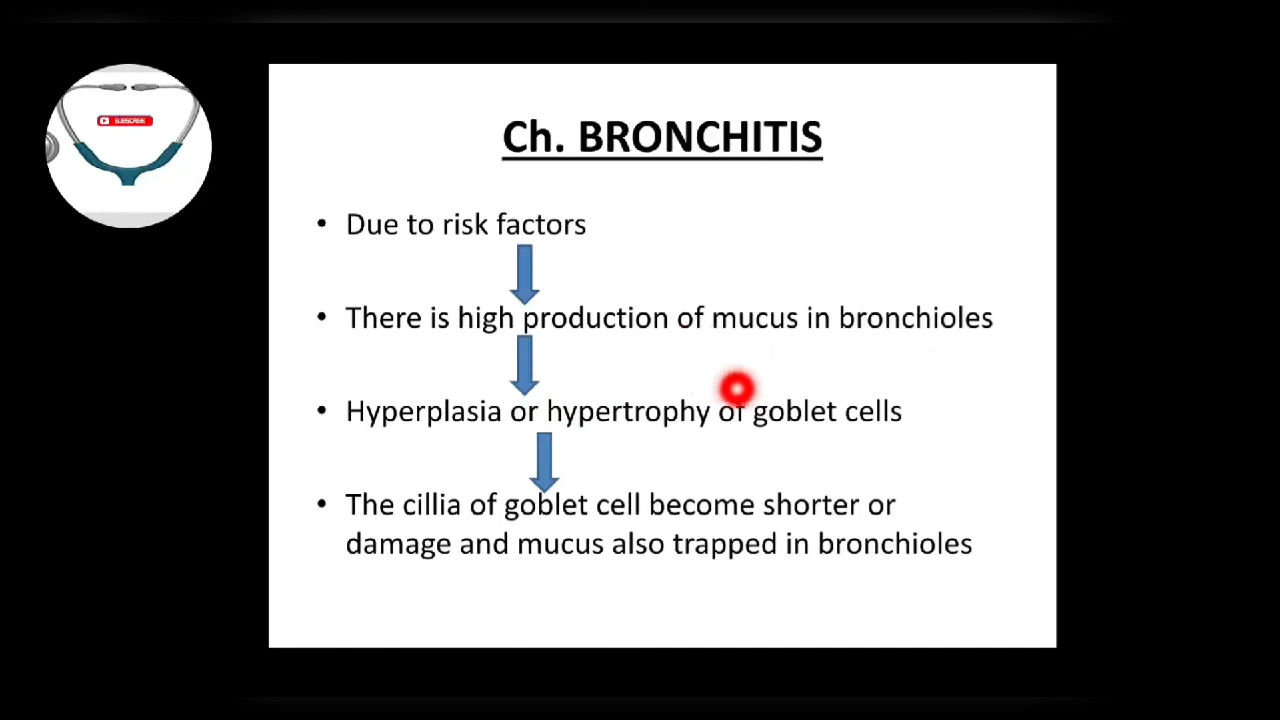 SUBSCRIBE
Ch. BRONCHITIS
• Due to risk factors
• There is high production of mucus in bronchioles
• Hyperplasia or hypertrophy of goblet cells
• The cillia of goblet cell become shorter or
damage and mucus also trapped in bronchioles